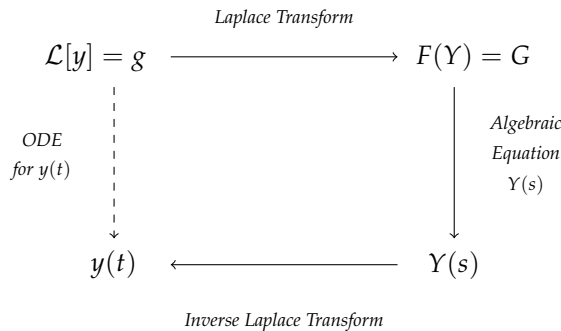 Laplace Transform
ℒ[y] = g
F(Y) = G
ODE
for y(t)
Algebraic
Equation
Y(s)
y(t)
Y(s)
Inverse Laplace Transform